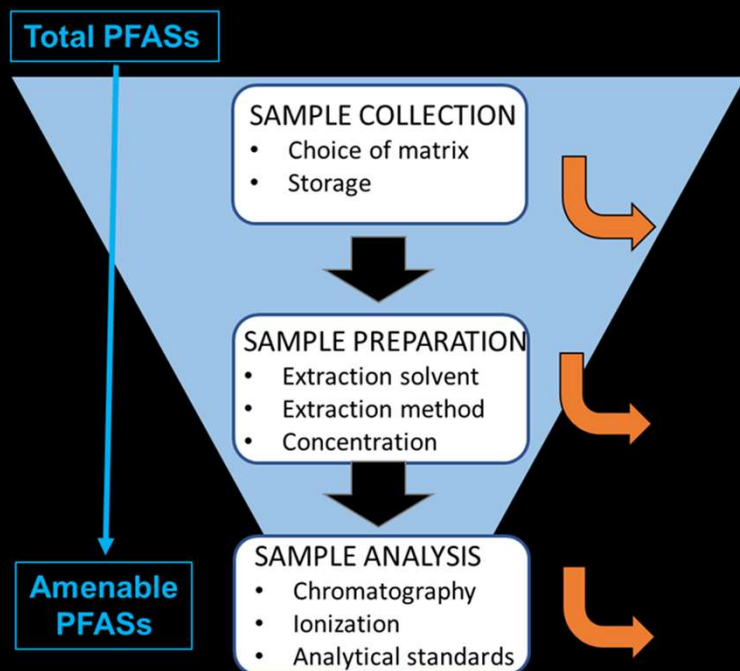 Total PFASs
SAMPLE COLLECTION
• Choice of matrix
• Storage
SAMPLE PREPARATION
• Extraction solvent
• Extraction method
• Concentration
SAMPLE ANALYSIS
• Chromatography
• Ionization
• Analytical standards
Amenable
PFASs